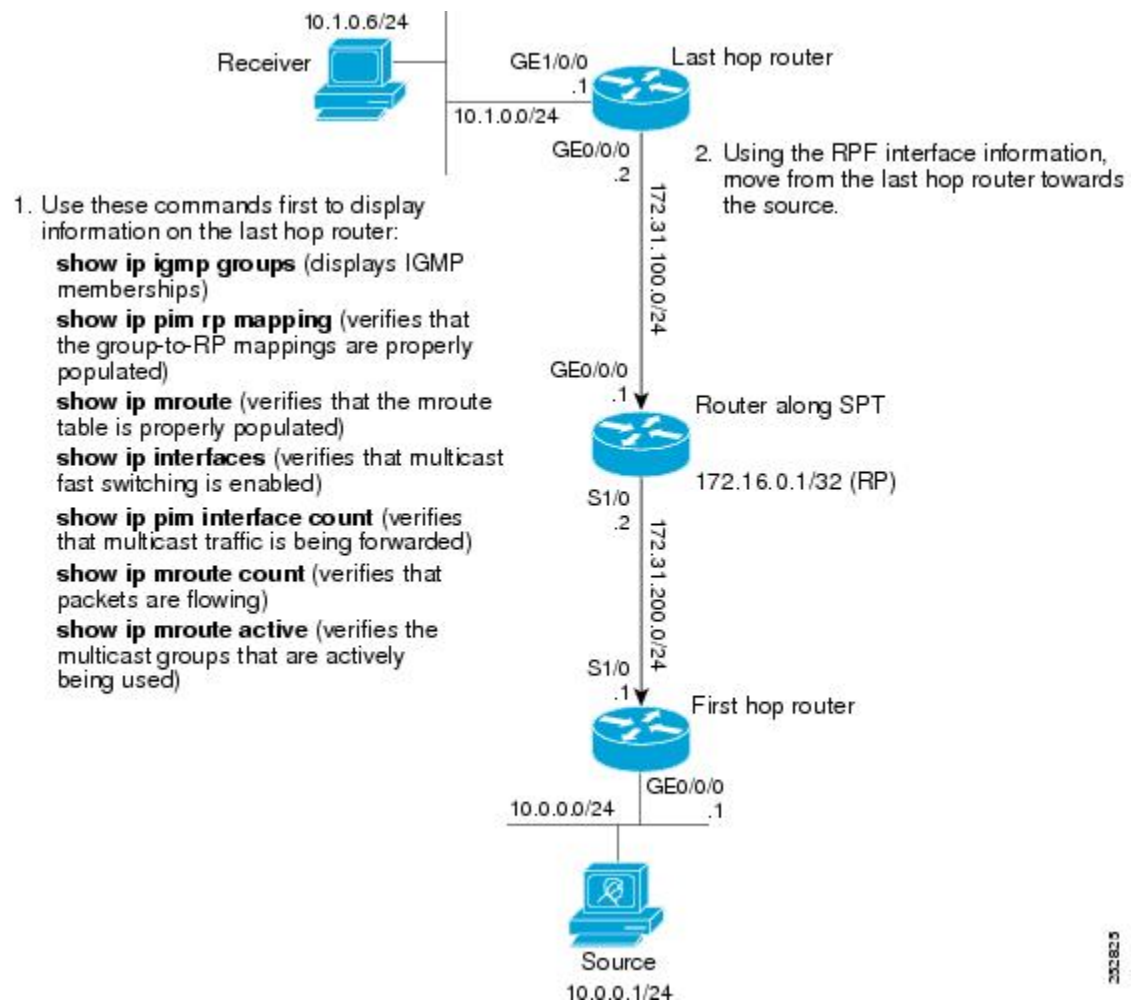 10.1.0.6/24
Receiver
GE1/0/0
.1
Last hop router
10.1.0.0/24
GE0/0/0
.2
2. Using the RPF interface information,
move from the last hop router towards
the source.
172.31.100.0/24
1. Use these commands first to display
information on the last hop router:
show ip igmp groups (displays IGMP
memberships)
show ip pim rp mapping (verifies that
the group-to-RP mappings are properly
populated)
show ip mroute (verifies that the mroute
table is properly populated)
show ip interfaces (verifies that multicast
fast switching is enabled)
show ip pim interface count (verifies
that multicast traffic is being forwarded)
show ip mroute count (verifies that
packets are flowing)
show ip mroute active (verifies the
multicast groups that are actively
being used)
GE0/0/0
.1
Router along SPT
172.16.0.1/32 (RP)
S1/0
.2
172.31.200.0/24
S1/0
.1
First hop router
GE0/0/0
.1
10.0.0.0/24
Source
10.0.0.1/24
252825